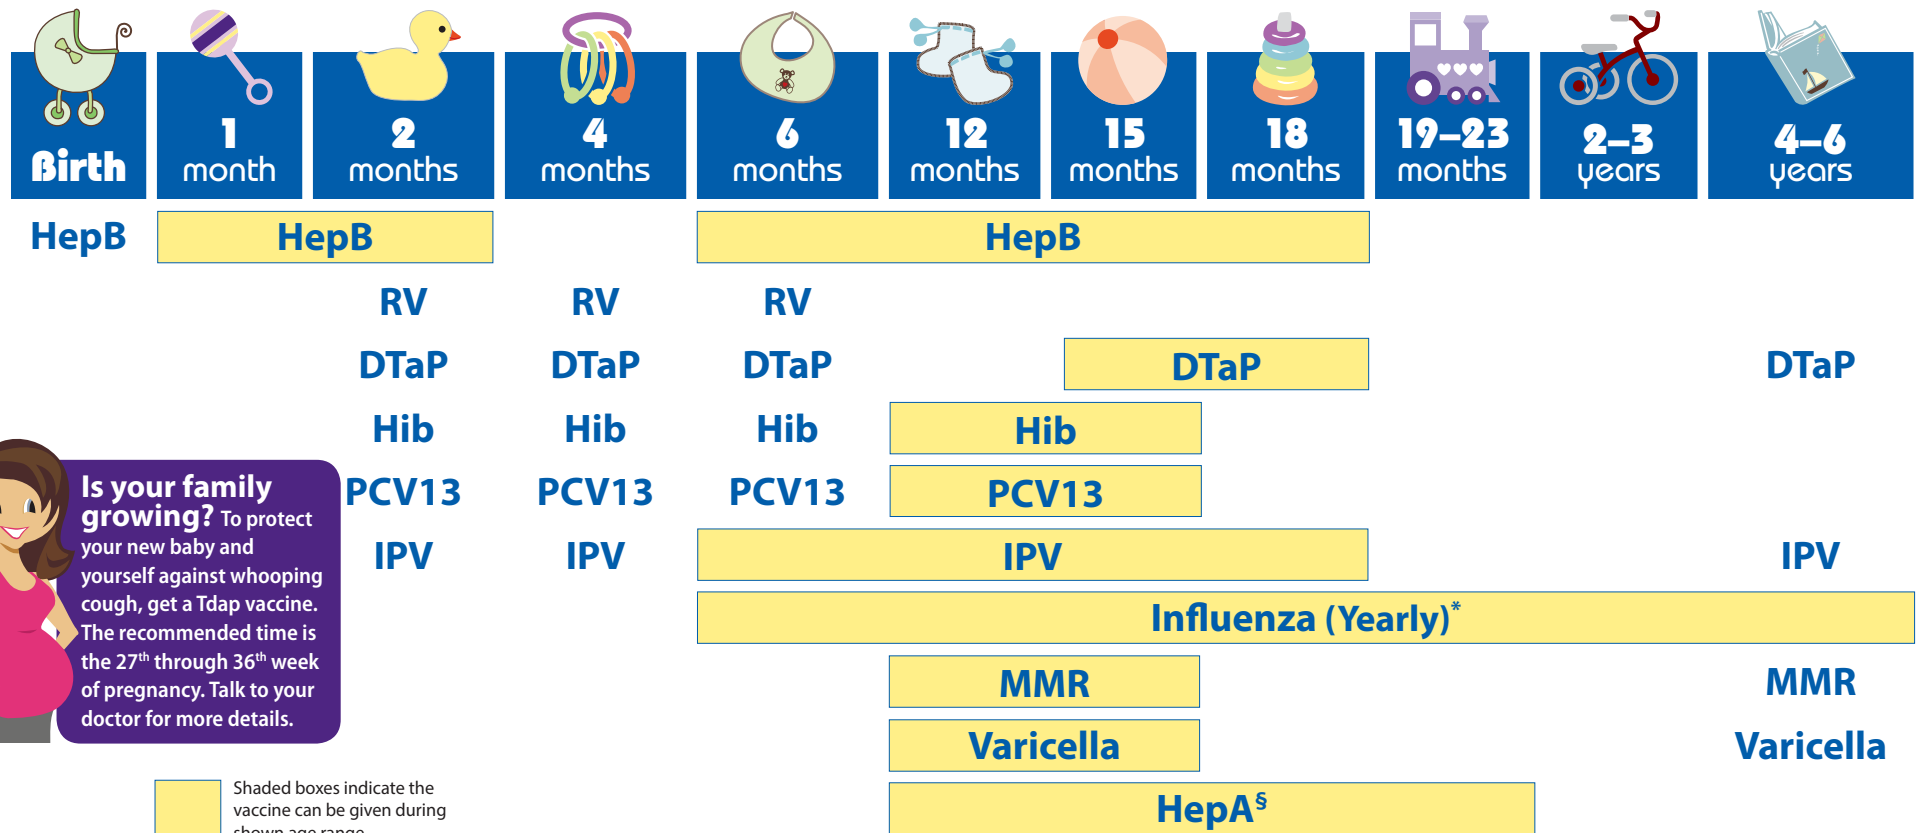 Birth
1 month
2 months
4 months
6 months
12 months
15 months
18 months
19–23 months
2–3 years
4–6 years
HepB HepB HepB
RV RV RV
DTaP DTaP DTaP DTaP DTaP
Hib Hib Hib Hib
PCV13 PCV13 PCV13 PCV13
IPV IPV IPV IPV
Influenza (Yearly)*
MMR MMR
Varicella Varicella
HepA§
Is your family
growing? To protect
your new baby and
yourself against whooping
cough, get a Tdap vaccine.
The recommended time is
the 27th through 36th week
of pregnancy. Talk to your
doctor for more details.
Shaded boxes indicate the
vaccine can be given during
shown age range.